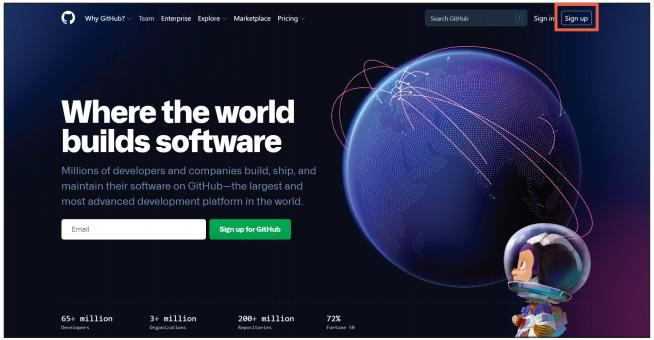 Why GitHub? Team Enterprise Explore Marketplace Pricing Search GitHub / Sign in Sign up
Where the world
builds software
Millions of developers and companies build, ship, and
maintain their software on GitHub—the largest and
most advanced development platform in the world.
Email Sign up for GitHub
65+ million 3+ million 200+ million 72%
Developers Organizations Repositories Fortune 50